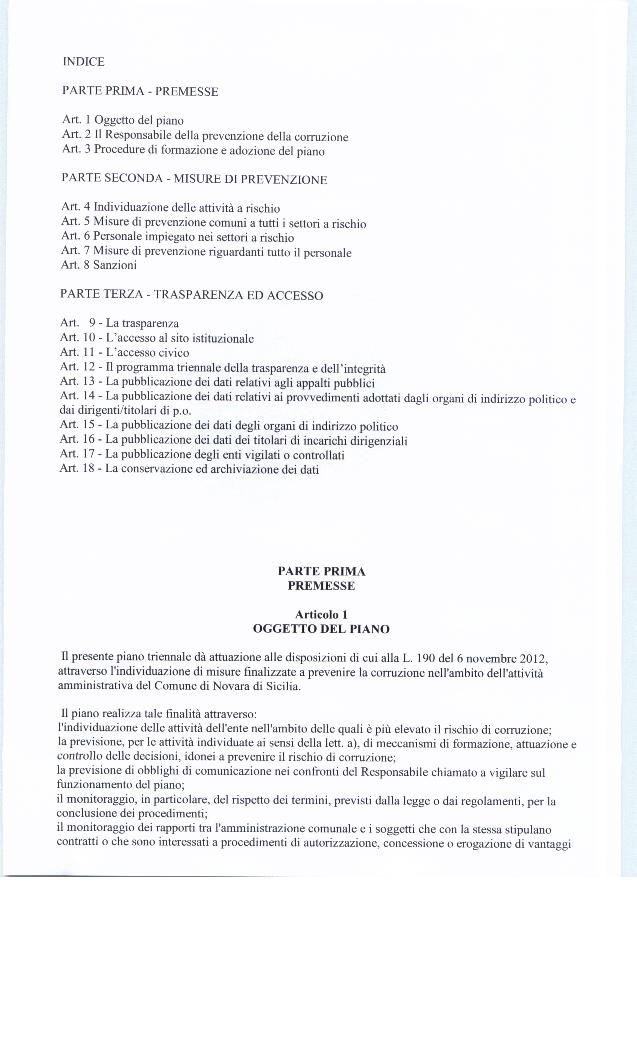 INDICE
PARTE PRIMA - PREMESSE
Art. 1 Oggetto del piano
Art. 2 Il Responsabile della prevenzione della corruzione
Art. 3 Procedure di formazione e adozione del piano
PARTE SECONDA - MISURE DI PREVENZIONE
Art. 4 Individuazione delle attività a rischio
Art. 5 Misure di prevenzione comuni a tutti i settori a rischio
Art. 6 Personale impiegato nei settori a rischio
Art. 7 Misure di prevenzione riguardanti tutto il personale
Art. 8 Sanzioni
PARTE TERZA - TRASPARENZA ED ACCESSO
Art. 9 - La trasparenza
Art. 10 - L'accesso al sito istituzionale
Art. 11 - L'accesso civico
Art. 12 - Il programma triennale della trasparenza e dell'integrità
Art. 13 - La pubblicazione dei dati relativi agli appalti pubblici
Art. 14 - La pubblicazione dei dati relativi ai provvedimenti adottati dagli organi di indirizzo politico e
dai dirigenti/titolari di p.o.
Art. 15 - La pubblicazione dei dati degli organi di indirizzo politico
Art. 16 - La pubblicazione dei dati dei titolari di incarichi dirigenziali
Art. 17 - La pubblicazione degli enti vigilati o controllati
Art. 18 - La conservazione ed archiviazione dei dati
PARTE PRIMA
PREMESSE
Articolo 1
OGGETTO DEL PIANO
Il presente piano triennale dà attuazione alle disposizioni di cui alla L. 190 del 6 novembre 2012,
attraverso l'individuazione di misure finalizzate a prevenire la corruzione nell'ambito dell'attività
amministrativa del Comune di Novara di Sicilia.
Il piano realizza tale finalità attraverso:
l'individuazione delle attività dell'ente nell'ambito delle quali è più elevato il rischio di corruzione;
la previsione, per le attività individuate ai sensi della lett. a), di meccanismi di formazione, attuazione e
controllo delle decisioni, idonei a prevenire il rischio di corruzione;
la previsione di obblighi di comunicazione nei confronti del Responsabile chiamato a vigilare sul
funzionamento del piano;
il monitoraggio, in particolare, del rispetto dei termini, previsti dalla legge o dai regolamenti, per la
conclusione dei procedimenti;
il monitoraggio dei rapporti tra l'amministrazione comunale e i soggetti che con la stessa stipulano
contratti o che sono interessati a procedimenti di autorizzazione, concessione o erogazione di vantaggi